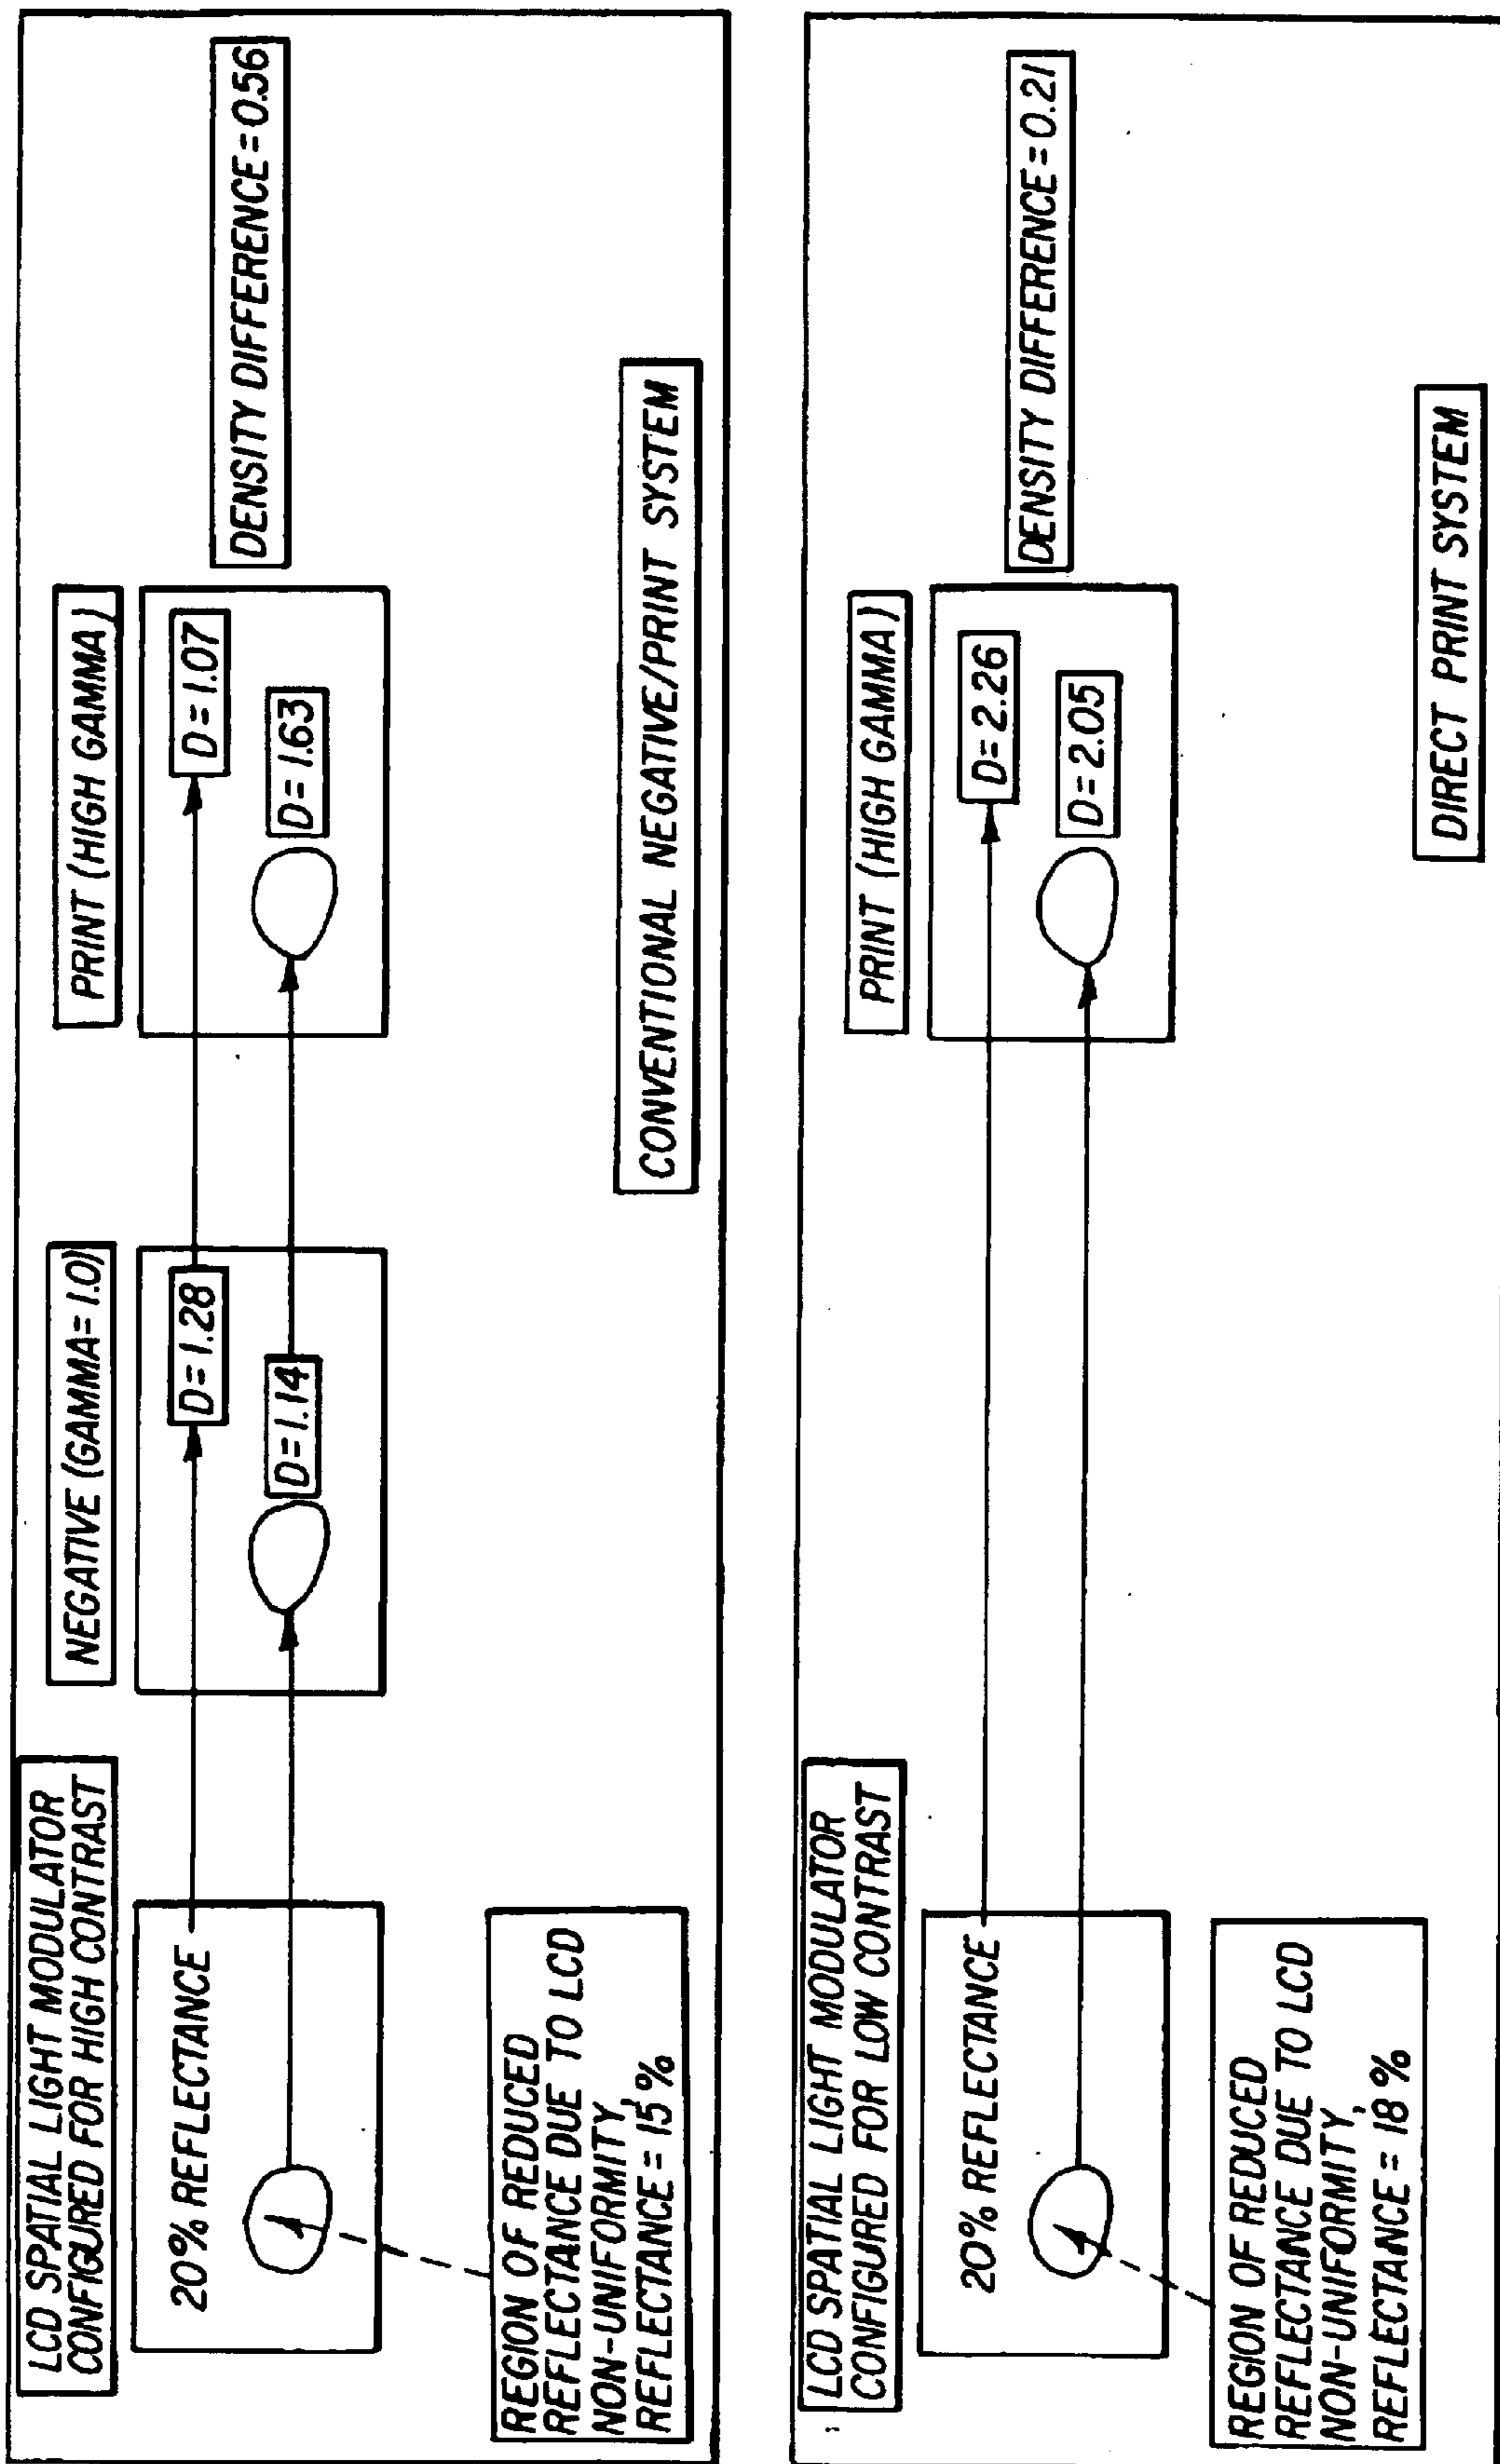 LCD SPATIAL LIGHT MODULATOR
CONFIGURED FOR HIGH CONTRAST
20% REFLECTANCE
REGION OF REDUCED
REFLECTANCE DUE TO LCD
NON-UNIFORMITY,
REFLECTANCE = 15%
NEGATIVE (GAMMA = 1.0)
D = 1.28
D = 1.14
PRINT (HIGH GAMMA)
D = 1.07
D = 1.63
DENSITY DIFFERENCE = 0.56
CONVENTIONAL NEGATIVE/PRINT SYSTEM
LCD SPATIAL LIGHT MODULATOR
CONFIGURED FOR LOW CONTRAST
20% REFLECTANCE
REGION OF REDUCED
REFLECTANCE DUE TO LCD
NON-UNIFORMITY,
REFLECTANCE = 18%
PRINT (HIGH GAMMA)
D = 2.26
D = 2.05
DENSITY DIFFERENCE = 0.21
DIRECT PRINT SYSTEM